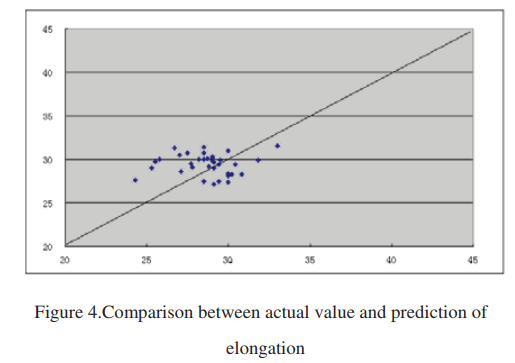 45
40
35
30
25
20
20 25 30 35 40 45
Figure 4.Comparison between actual value and prediction of
elongation